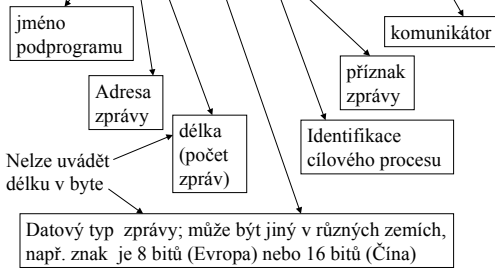 jméno
podprogramu
komunikátor
příznak
zprávy
Adresa
zprávy
délka
(počet
zpráv)
Identifikace
cílového procesu
Nelze uvádět
délku v byte
Datový typ zprávy; může být jiný v různých zemích,
např. znak je 8 bitů (Evropa) nebo 16 bitů (Čína)